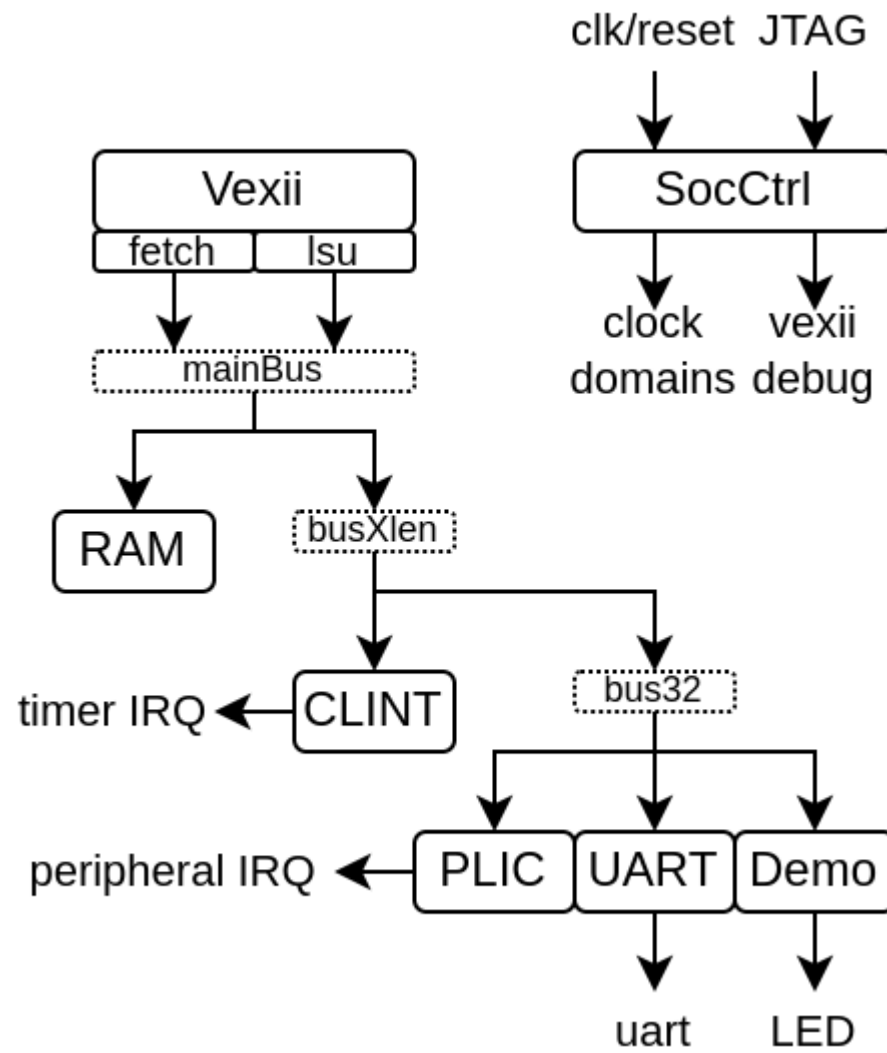 clk/reset JTAG
Vexii
SocCtrl
fetch lsu
clock vexii
domains debug
mainBus
RAM
busXlen
timer IRQ
CLINT
bus32
peripheral IRQ
PLIC UART Demo
uart LED